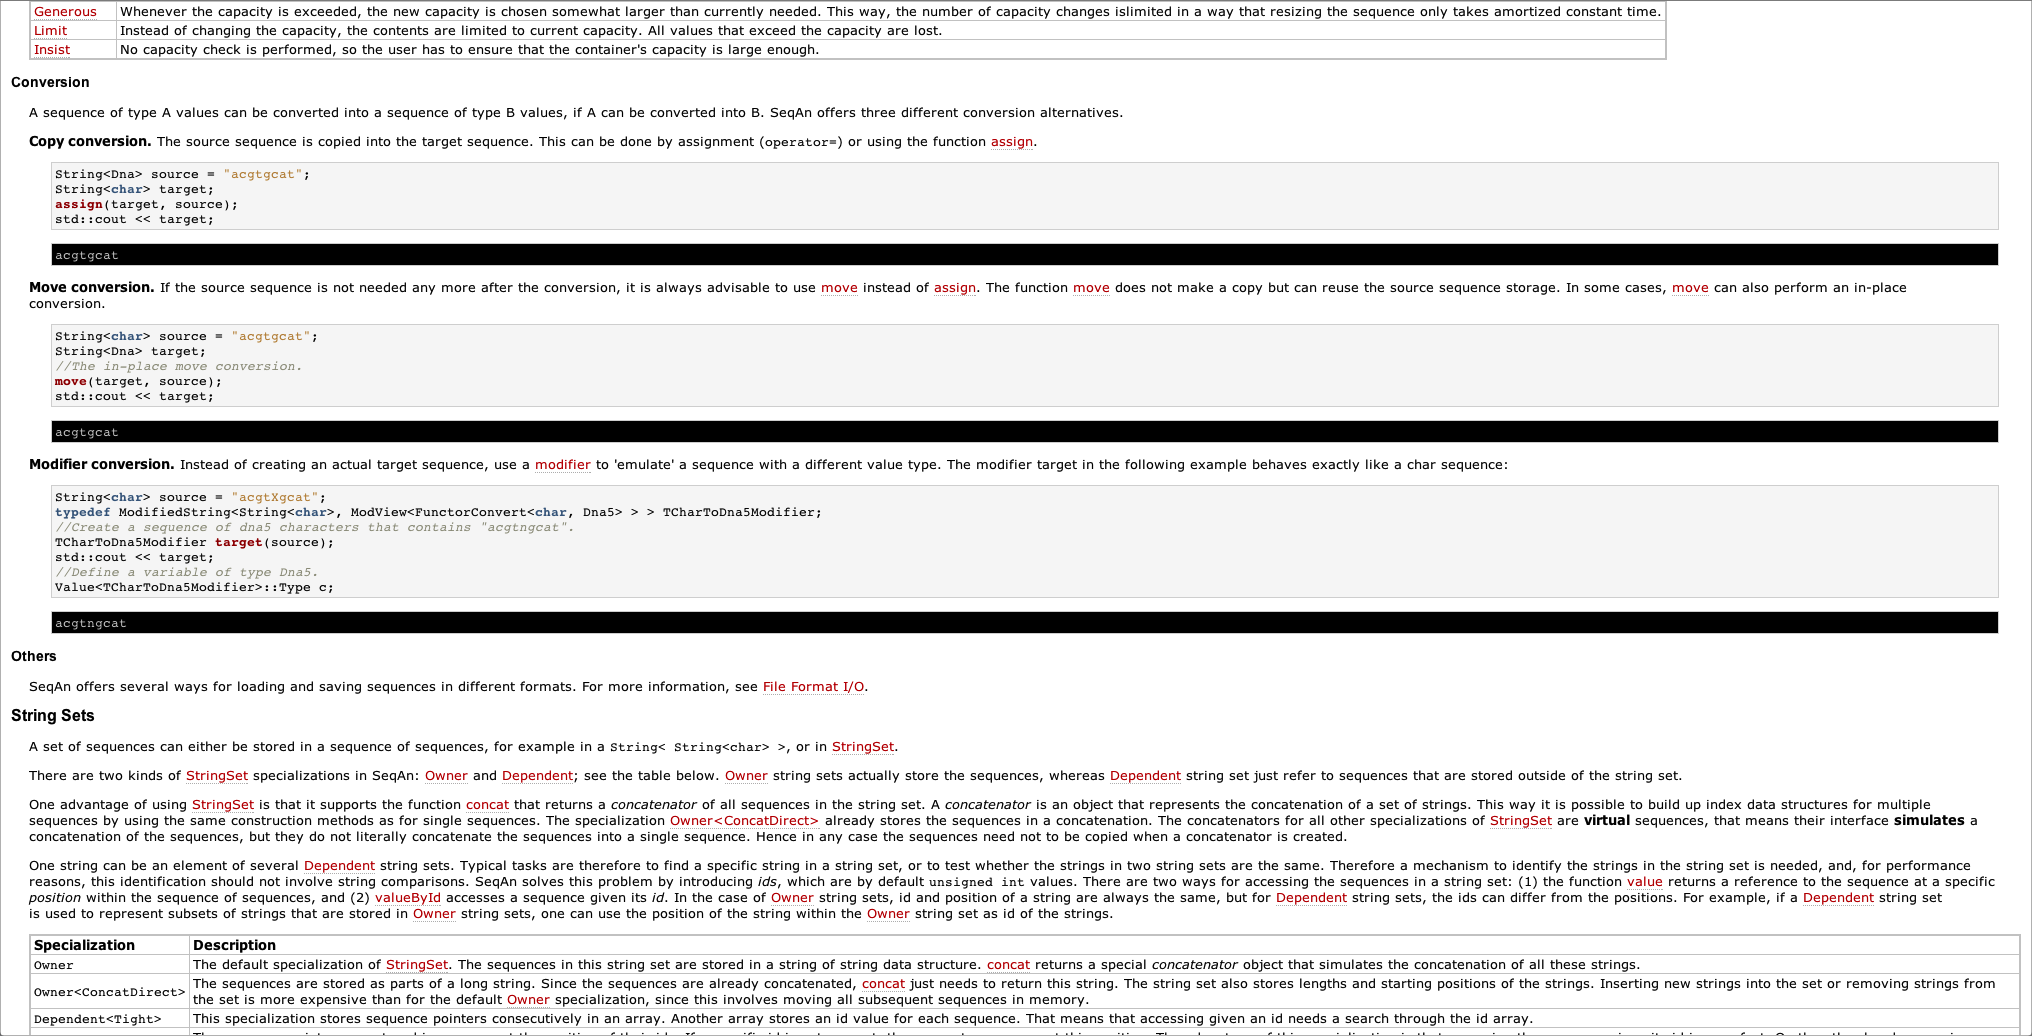 Generous Whenever the capacity is exceeded, the new capacity is chosen somewhat larger than currently needed. This way, the number of capacity changes islimited in a way that resizing the sequence only takes amortized constant time.
Limit Instead of changing the capacity, the contents are limited to current capacity. All values that exceed the capacity are lost.
Insist No capacity check is performed, so the user has to ensure that the container's capacity is large enough.
Conversion
A sequence of type A values can be converted into a sequence of type B values, if A can be converted into B. SeqAn offers three different conversion alternatives.
Copy conversion. The source sequence is copied into the target sequence. This can be done by assignment (operator=) or using the function assign.
String<Dna> source = "acgtgcat";
String<char> target;
assign(target, source);
std::cout << target;
acgtgcat
Move conversion. If the source sequence is not needed any more after the conversion, it is always advisable to use move instead of assign. The function move does not make a copy but can reuse the source sequence storage. In some cases, move can also perform an in-place
conversion.
String<char> source = "acgtgcat";
String<Dna> target;
//The in-place move conversion.
move(target, source);
std::cout << target;
acgtgcat
Modifier conversion. Instead of creating an actual target sequence, use a modifier to 'emulate' a sequence with a different value type. The modifier target in the following example behaves exactly like a char sequence:
String<char> source = "acgtXgcat";
typedef ModifiedString<String<char>, ModView<FunctorConvert<char, Dna5> > > TCharToDna5Modifier;
//Create a sequence of dna5 characters that contains "acgtngcat".
TCharToDna5Modifier target(source);
std::cout << target;
//Define a variable of type Dna5.
Value<TCharToDna5Modifier>::Type c;
acgtngcat
Others
SeqAn offers several ways for loading and saving sequences in different formats. For more information, see File Format I/O.
String Sets
A set of sequences can either be stored in a sequence of sequences, for example in a String< String<char> >, or in StringSet.
There are two kinds of StringSet specializations in SeqAn: Owner and Dependent; see the table below. Owner string sets actually store the sequences, whereas Dependent string set just refer to sequences that are stored outside of the string set.
One advantage of using StringSet is that it supports the function concat that returns a concatenator of all sequences in the string set. A concatenator is an object that represents the concatenation of a set of strings. This way it is possible to build up index data structures for multiple
sequences by using the same construction methods as for single sequences. The specialization Owner<ConcatDirect> already stores the sequences in a concatenation. The concatenators for all other specializations of StringSet are virtual sequences, that means their interface simulates a
concatenation of the sequences, but they do not literally concatenate the sequences into a single sequence. Hence in any case the sequences need not to be copied when a concatenator is created.
One string can be an element of several Dependent string sets. Typical tasks are therefore to find a specific string in a string set, or to test whether the strings in two string sets are the same. Therefore a mechanism to identify the strings in the string set is needed, and, for performance
reasons, this identification should not involve string comparisons. SeqAn solves this problem by introducing ids, which are by default unsigned int values. There are two ways for accessing the sequences in a string set: (1) the function value returns a reference to the sequence at a specific
position within the sequence of sequences, and (2) valueById accesses a sequence given its id. In the case of Owner string sets, id and position of a string are always the same, but for Dependent string sets, the ids can differ from the positions. For example, if a Dependent string set
is used to represent subsets of strings that are stored in Owner string sets, one can use the position of the string within the Owner string set as id of the strings.
Specialization Description
Owner The default specialization of StringSet. The sequences in this string set are stored in a string of string data structure. concat returns a special concatenator object that simulates the concatenation of all these strings.
Owner<ConcatDirect> The sequences are stored as parts of a long string. Since the sequences are already concatenated, concat just needs to return this string. The string set also stores lengths and starting positions of the strings. Inserting new strings into the set or removing strings from
the set is more expensive than for the default Owner specialization, since this involves moving all subsequent sequences in memory.
Dependent<Tight> This specialization stores sequence pointers consecutively in an array. Another array stores an id value for each sequence. That means that accessing given an id needs a search through the id array.